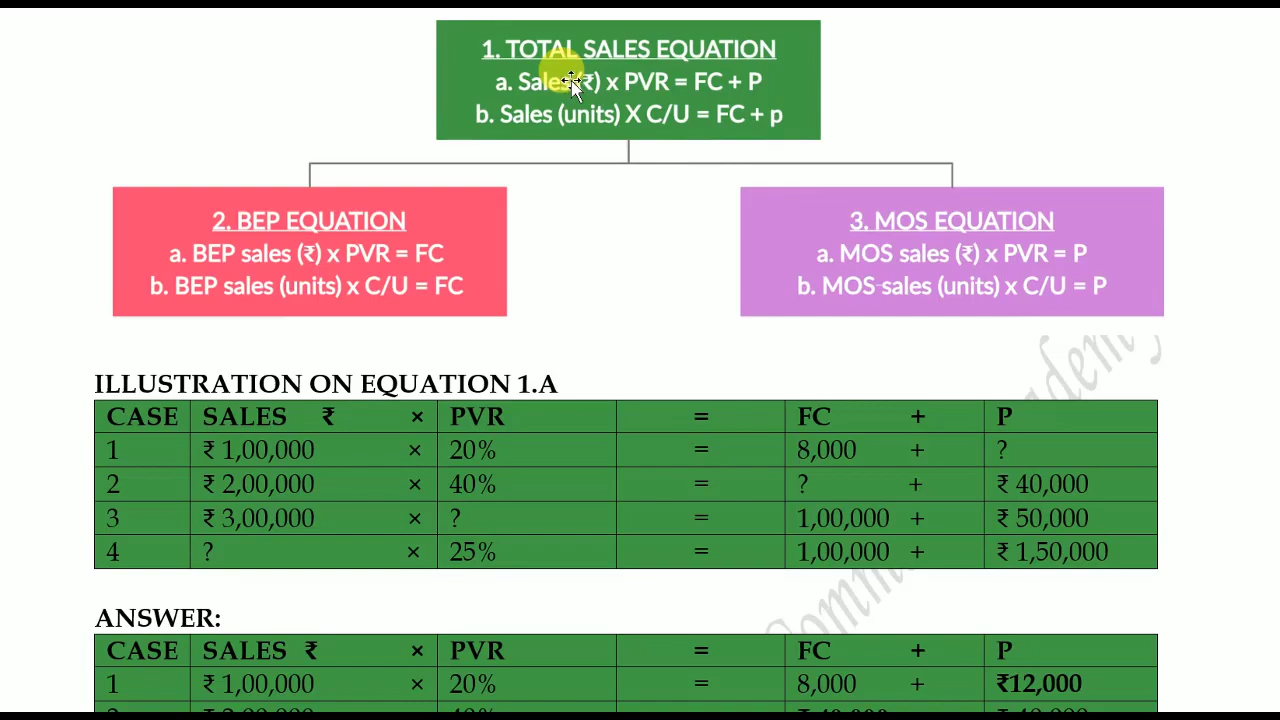 1. TOTAL SALES EQUATION
a. Sales (₹) x PVR = FC + P
b. Sales (units) X C/U = FC + p
2. BEP EQUATION
a. BEP sales (₹) x PVR = FC
b. BEP sales (units) x C/U = FC
3. MOS EQUATION
a. MOS sales (₹) x PVR = P
b. MOS sales (units) x C/U = P
ILLUSTRATION ON EQUATION 1.A
CASE SALES ₹ × PVR = FC + P
1 ₹ 1,00,000 × 20% = 8,000 + ?
2 ₹ 2,00,000 × 40% = ? + ₹ 40,000
3 ₹ 3,00,000 × ? = 1,00,000 + ₹ 50,000
4 ? × 25% = 1,00,000 + ₹ 1,50,000
ANSWER:
CASE SALES ₹ × PVR = FC + P
1 ₹ 1,00,000 × 20% = 8,000 + ₹12,000